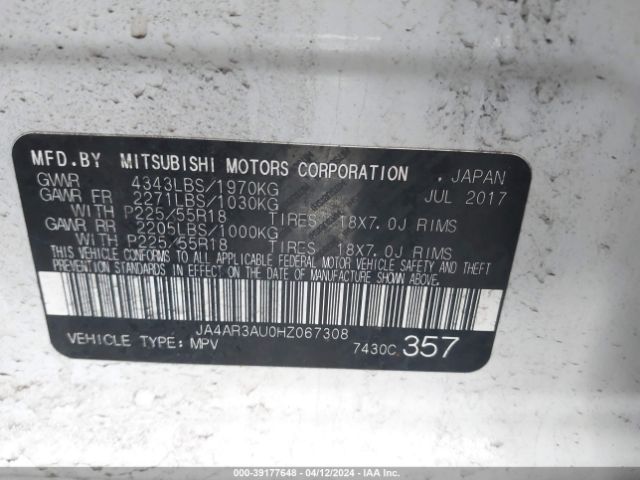 MFD.BY MITSUBISHI MOTORS CORPORATION , JAPAN
GVWR 4343LBS/1970KG JUL 2017
GAWR FR 2271LBS/1030KG
WITH P225/55R18 TIRES 18X7.0J RIMS
GAWR RR 2205LBS/1000KG
WITH P225/55R18 TIRES 18X7.0J RIMS
THIS VEHICLE CONFORMS TO ALL APPLICABLE FEDERAL MOTOR VEHICLE SAFETY AND THEFT
PREVENTION STANDARDS IN EFFECT ON THE DATE OF MANUFACTURE SHOWN ABOVE.
JA4AR3AU0HZ067308
VEHICLE TYPE: MPV 7430C 357
000-39177648 - 04/12/2024 - IAA Inc.